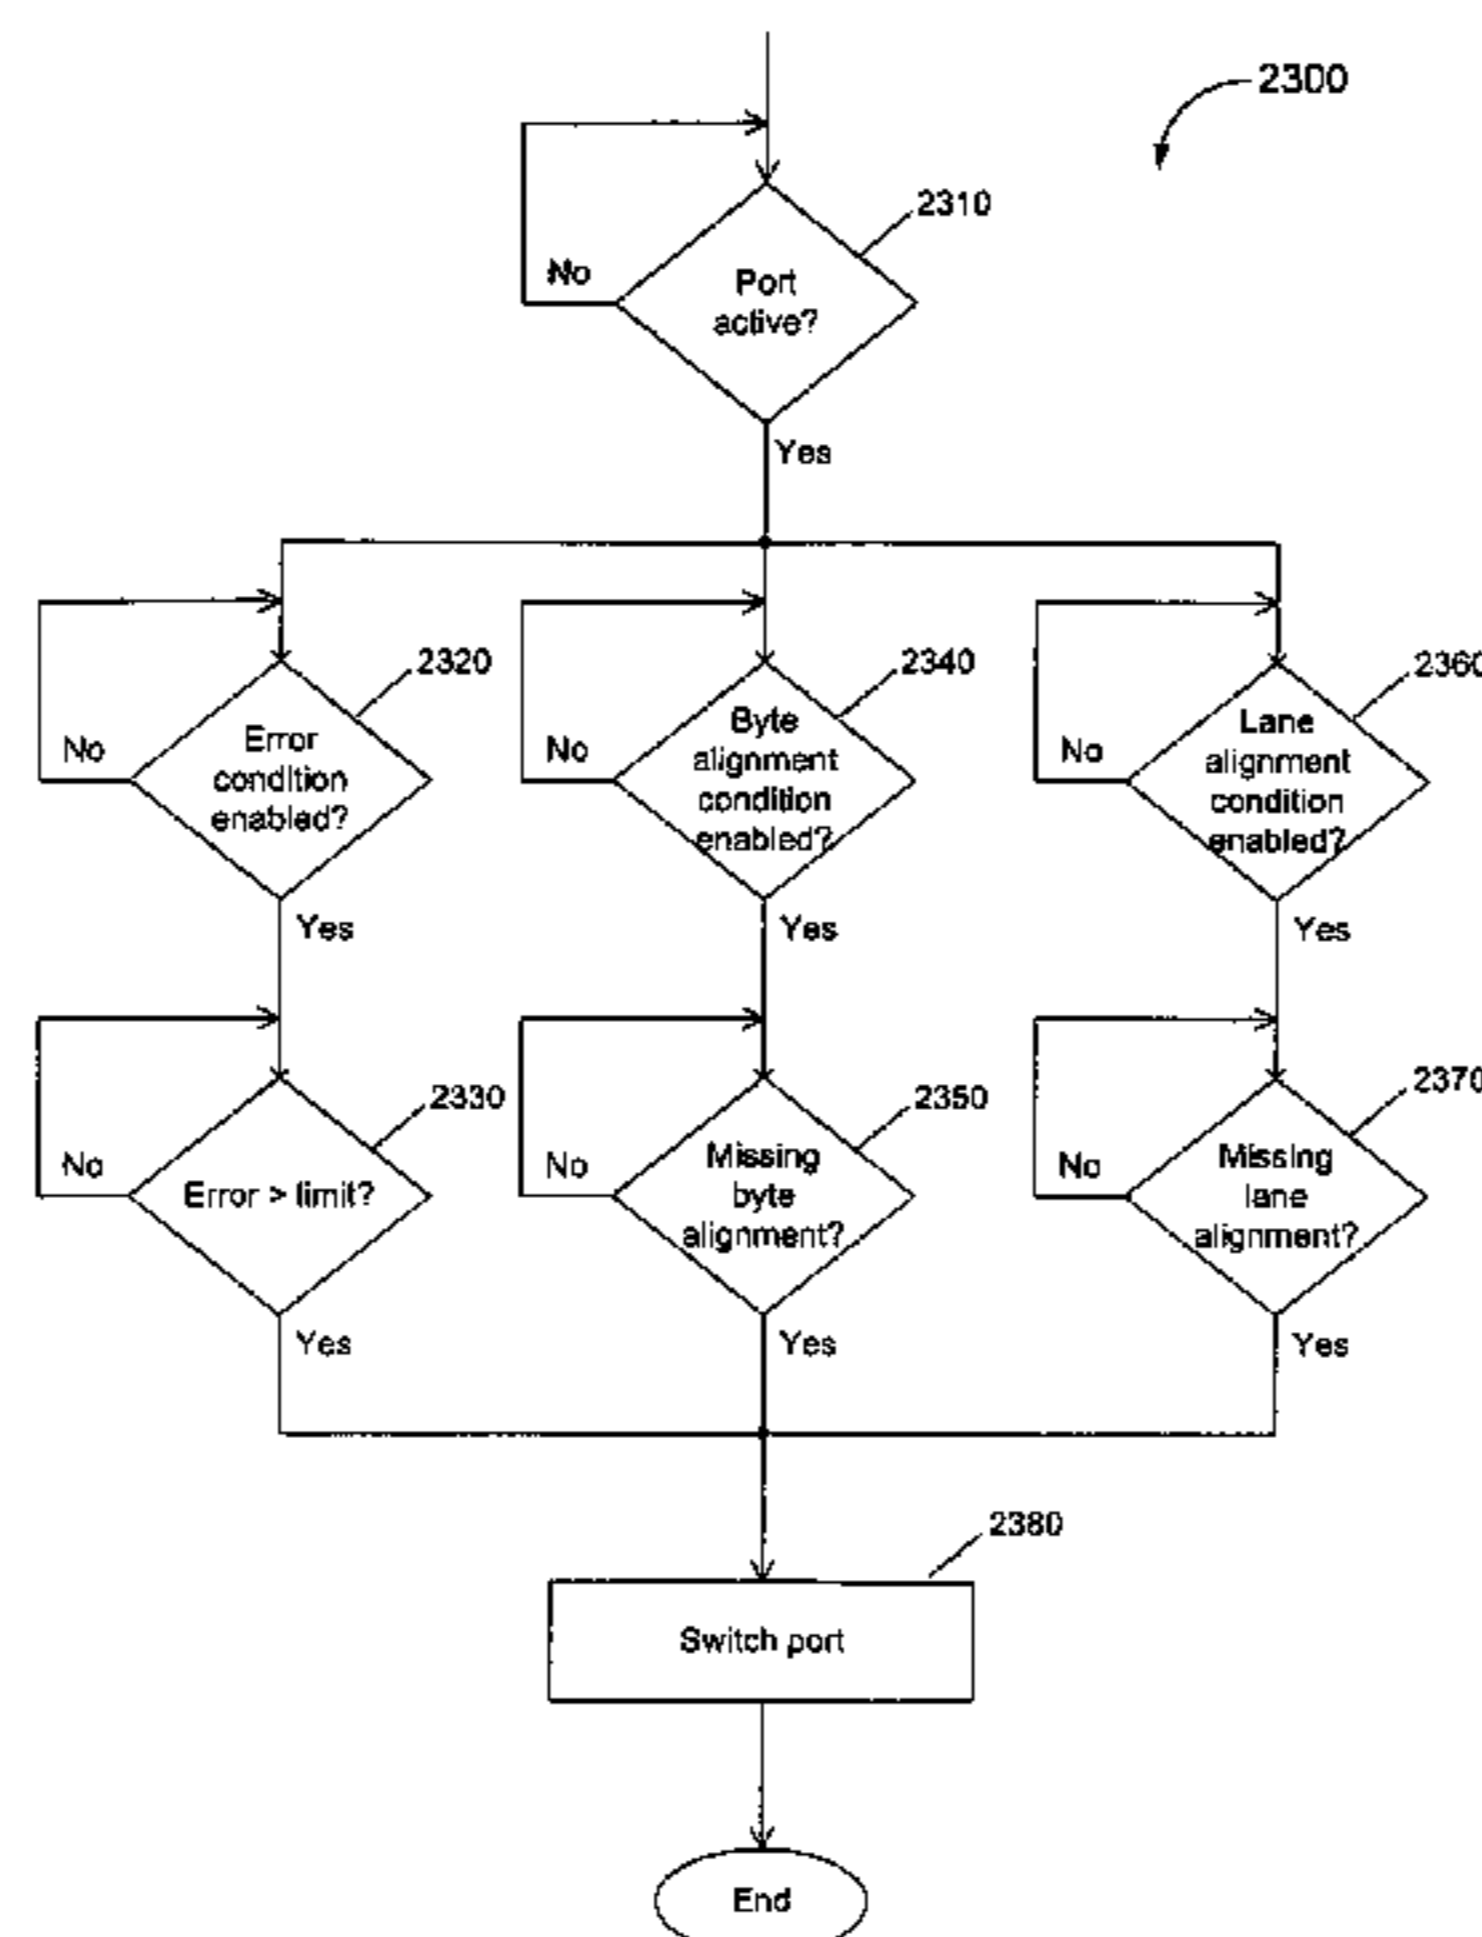 2300
2310
No
Port
active?
Yes
2320
2340
2360
No
Error
condition
enabled?
No
Byte
alignment
condition
enabled?
No
Lane
alignment
condition
enabled?
Yes
Yes
Yes
2330
2350
2370
No
Error > limit?
No
Missing
byte
alignment?
No
Missing
lane
alignment?
Yes
Yes
Yes
2380
Switch port
End